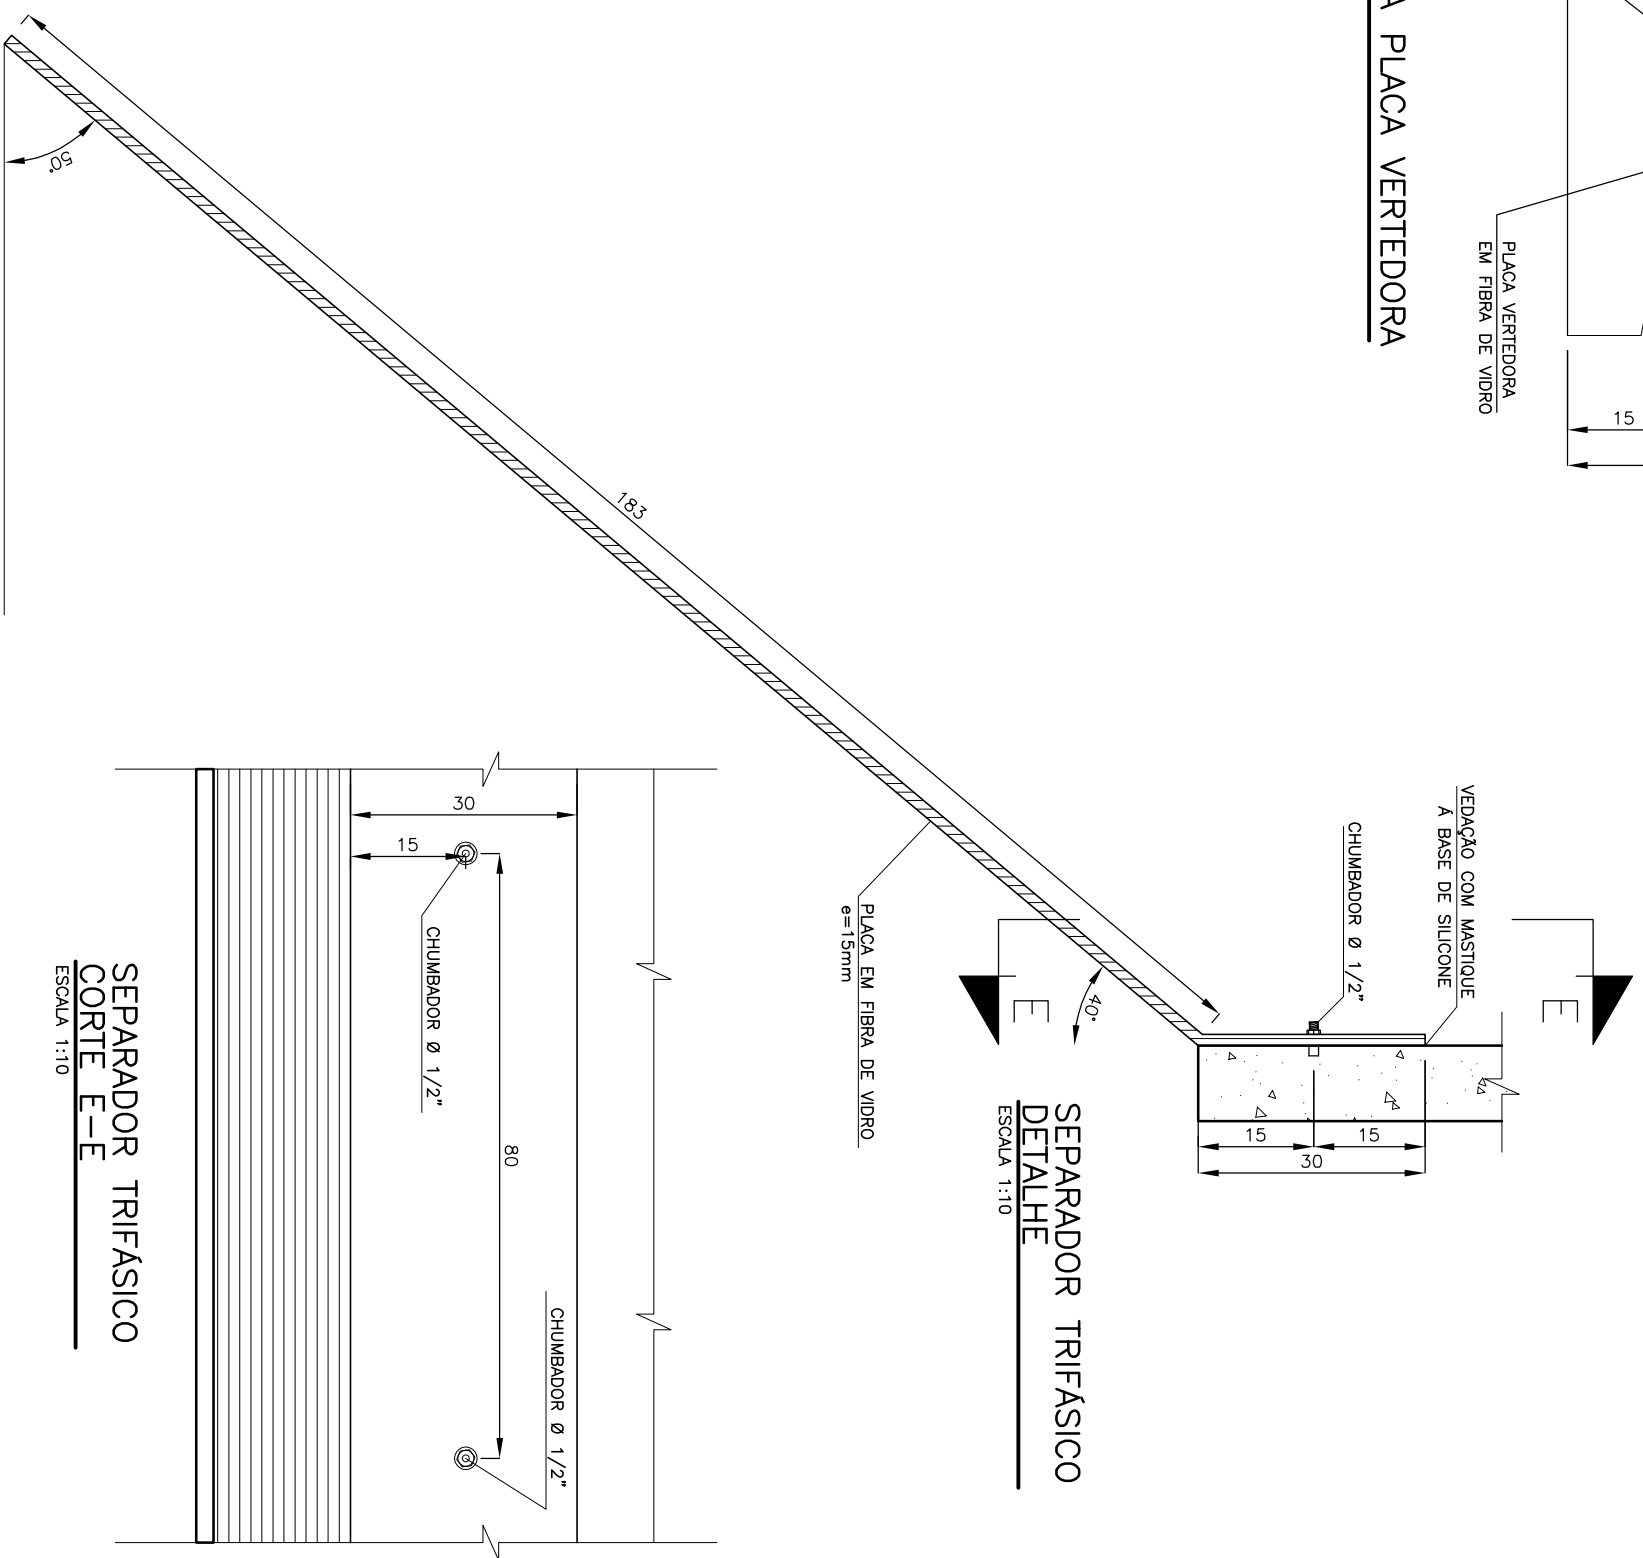 A PLACA VERTEDORA
PLACA VERTEDORA
EM FIBRA DE VIDRO
15
50°
183
VEDAÇÃO COM MASTIQUE
Á BASE DE SILICONE
CHUMBADOR Ø 1/2"
PLACA EM FIBRA DE VIDRO
e=15mm
40°
E
E
15
15
30
SEPARADOR TRIFÁSICO
DETALHE
ESCALA 1:10
30
15
80
CHUMBADOR Ø 1/2"
CHUMBADOR Ø 1/2"
SEPARADOR TRIFÁSICO
CORTE E-E
ESCALA 1:10